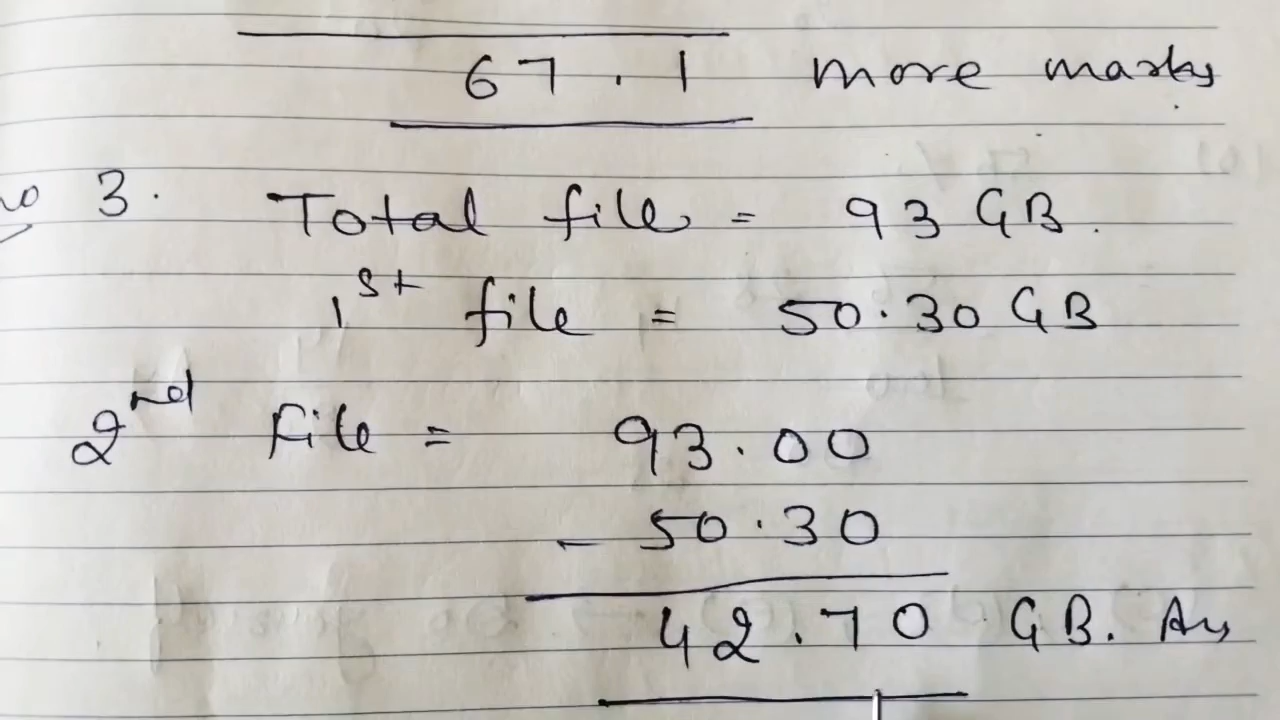 67.1 more marks
no 3. Total file = 93 GB.
1st file = 50.30 GB
2nd File = 93.00
- 50.30
42.70 GB. Ans